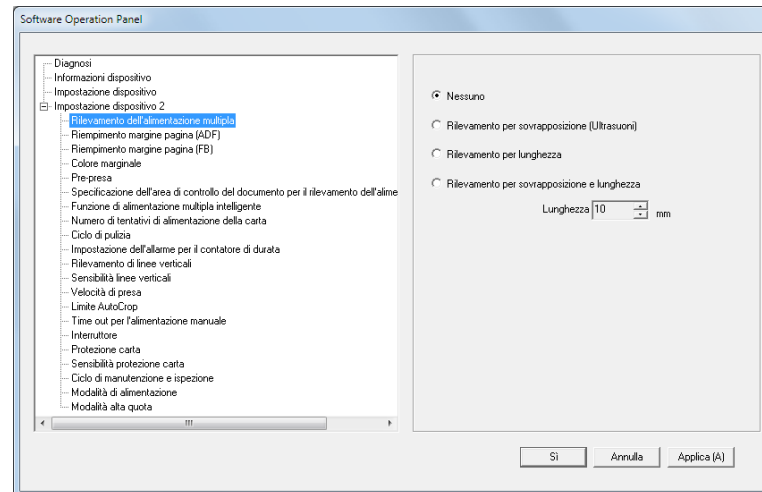 Software Operation Panel
Diagnosi
Informazioni dispositivo
Impostazione dispositivo
Impostazione dispositivo 2
Rilevamento dell'alimentazione multipla
Riempimento margine pagina (ADF)
Riempimento margine pagina (FB)
Colore marginale
Pre-presa
Specificazione dell'area di controllo del documento per il rilevamento dell'alime
Funzione di alimentazione multipla intelligente
Numero di tentativi di alimentazione della carta
Ciclo di pulizia
Impostazione dell'allarme per il contatore di durata
Rilevamento di linee verticali
Sensibilità linee verticali
Velocità di presa
Limite AutoCrop
Time out per l'alimentazione manuale
Interruttore
Protezione carta
Sensibilità protezione carta
Ciclo di manutenzione e ispezione
Modalità di alimentazione
Modalità alta quota
Nessuno
Rilevamento per sovrapposizione (Ultrasuoni)
Rilevamento per lunghezza
Rilevamento per sovrapposizione e lunghezza
Lunghezza 10 mm
Sì Annulla Applica (A)